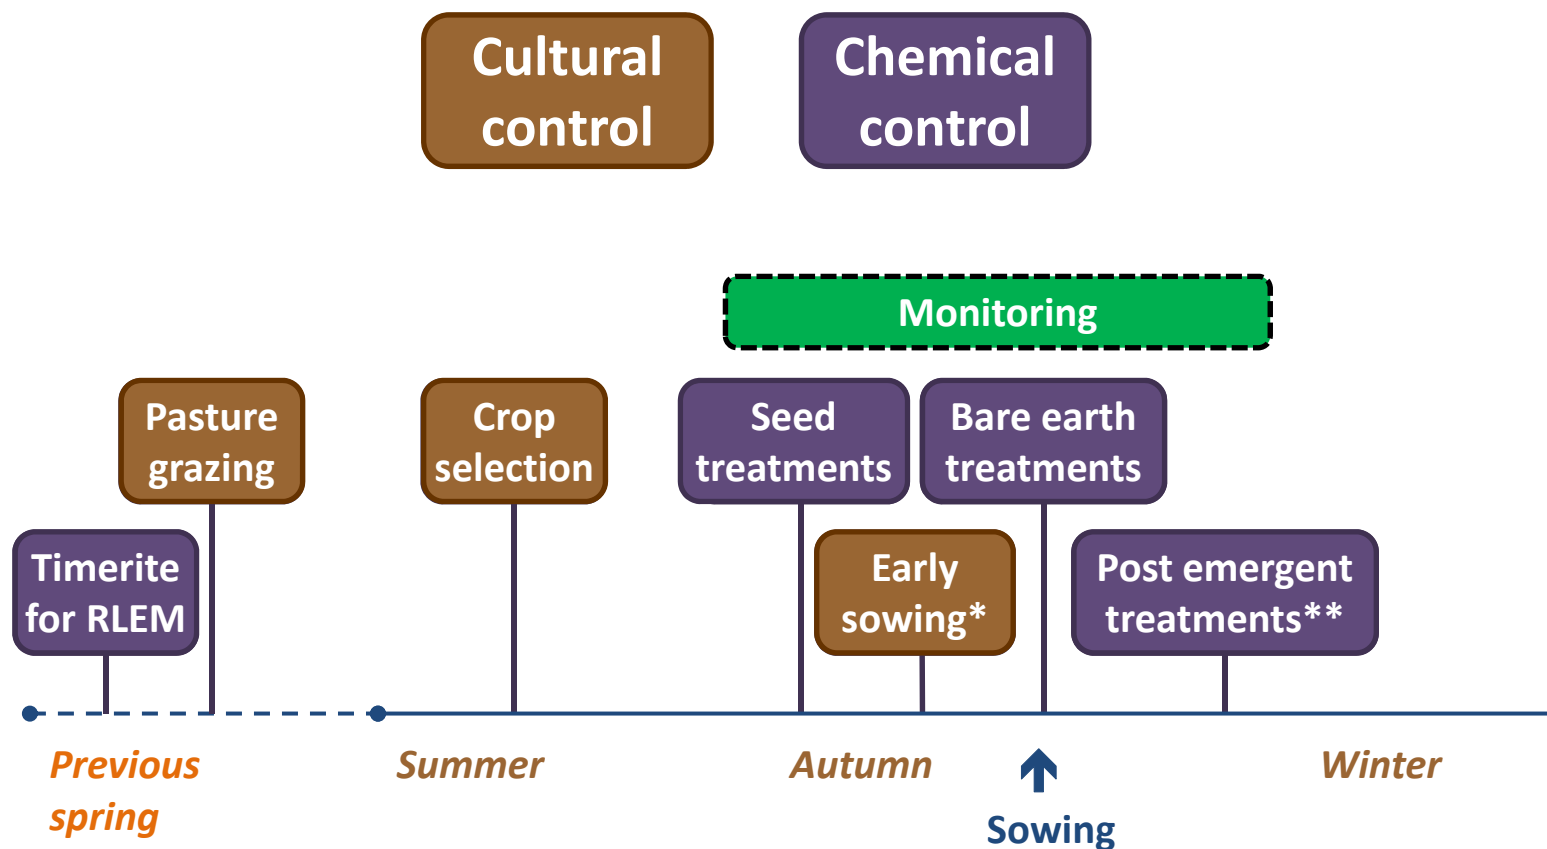 Cultural
control
Chemical
control
Monitoring
Pasture
grazing
Crop
selection
Seed
treatments
Bare earth
treatments
Timerite
for RLEM
Early
sowing*
Post emergent
treatments**
Previous
spring
Summer
Autumn
Winter
Sowing